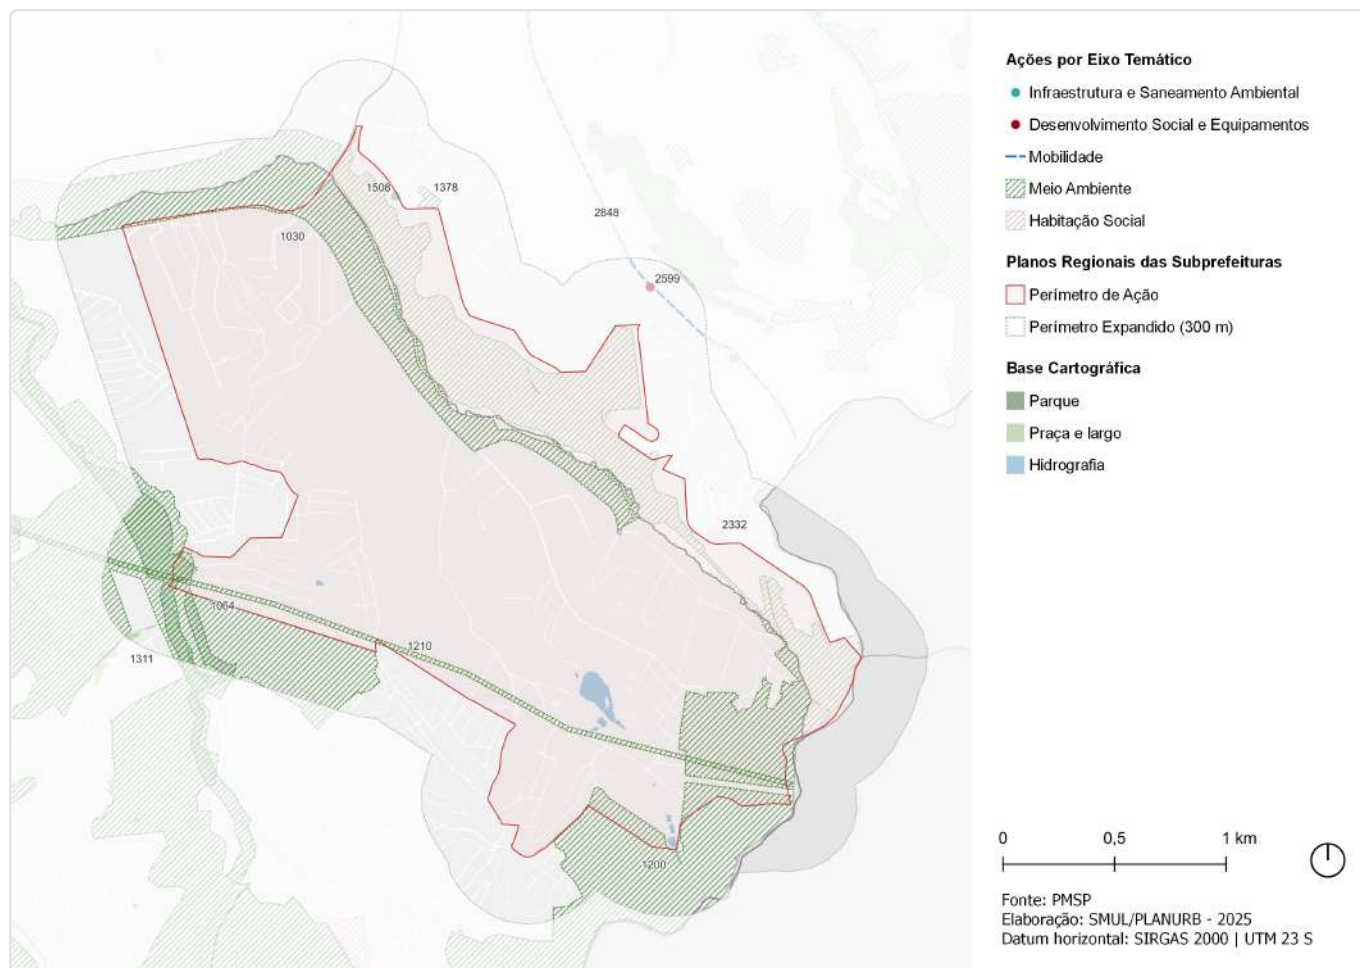 1508
1378
1030
2848
2599
2332
1064
1210
1311
1200
Ações por Eixo Temático
Infraestrutura e Saneamento Ambiental
Desenvolvimento Social e Equipamentos
Mobilidade
Meio Ambiente
Habitação Social
Planos Regionais das Subprefeituras
Perímetro de Ação
Perímetro Expandido (300 m)
Base Cartográfica
Parque
Praça e largo
Hidrografia
0 0,5 1 km
Fonte: PMSP
Elaboração: SMUL/PLANURB - 2025
Datum horizontal: SIRGAS 2000 | UTM 23 S